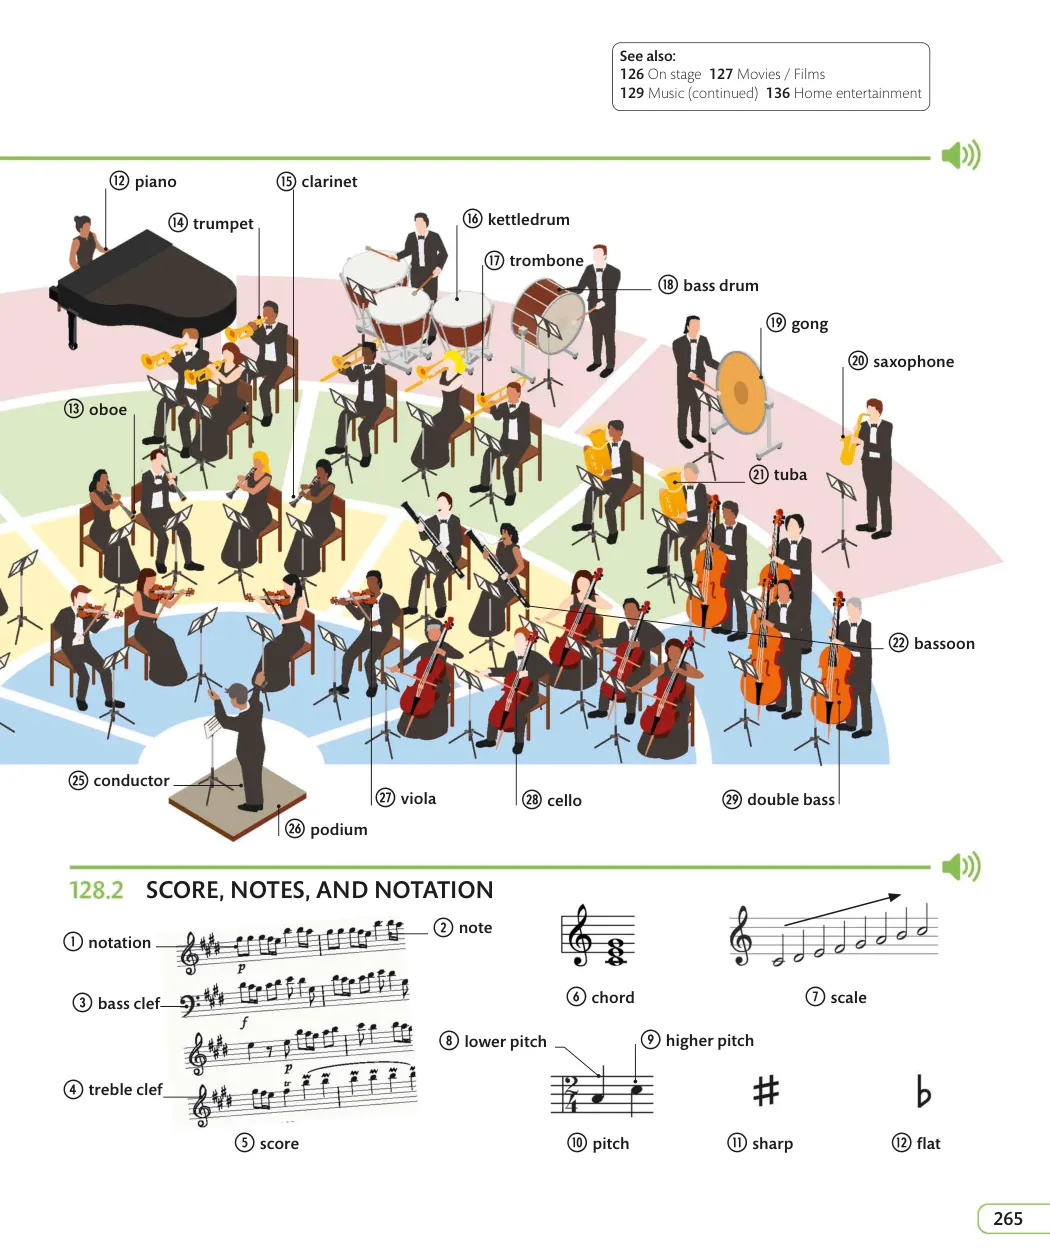 See also:
126 On stage 127 Movies / Films
129 Music (continued) 136 Home entertainment
12 piano
15 clarinet
14 trumpet
16 kettledrum
17 trombone
18 bass drum
19 gong
20 saxophone
13 oboe
21 tuba
22 bassoon
25 conductor
27 viola
28 cello
29 double bass
26 podium
128.2 SCORE, NOTES, AND NOTATION
1 notation
2 note
p
3 bass clef
f
6 chord
7 scale
8 lower pitch
9 higher pitch
p
tr
4 treble clef
2
4
5 score
10 pitch
11 sharp
12 flat
265